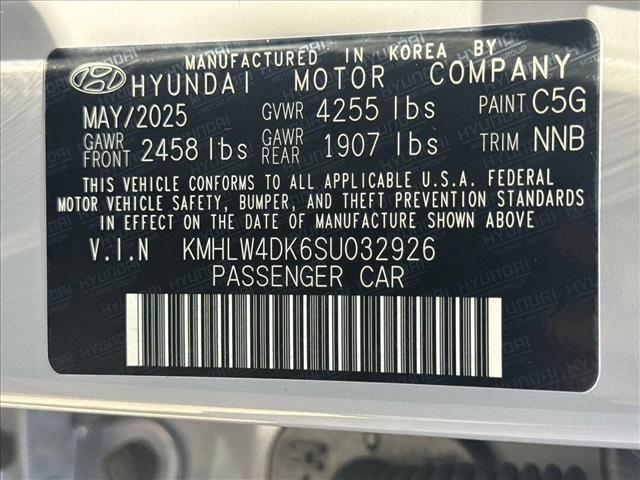 MANUFACTURED IN KOREA BY
HYUNDAI MOTOR COMPANY
MAY/2025 GVWR 4255 lbs PAINT C5G
GAWR FRONT 2458 lbs GAWR REAR 1907 lbs TRIM NNB
THIS VEHICLE CONFORMS TO ALL APPLICABLE U.S.A. FEDERAL
MOTOR VEHICLE SAFETY, BUMPER, AND THEFT PREVENTION STANDARDS
IN EFFECT ON THE DATE OF MANUFACTURE SHOWN ABOVE
V.I.N KMHLW4DK6SU032926
PASSENGER CAR